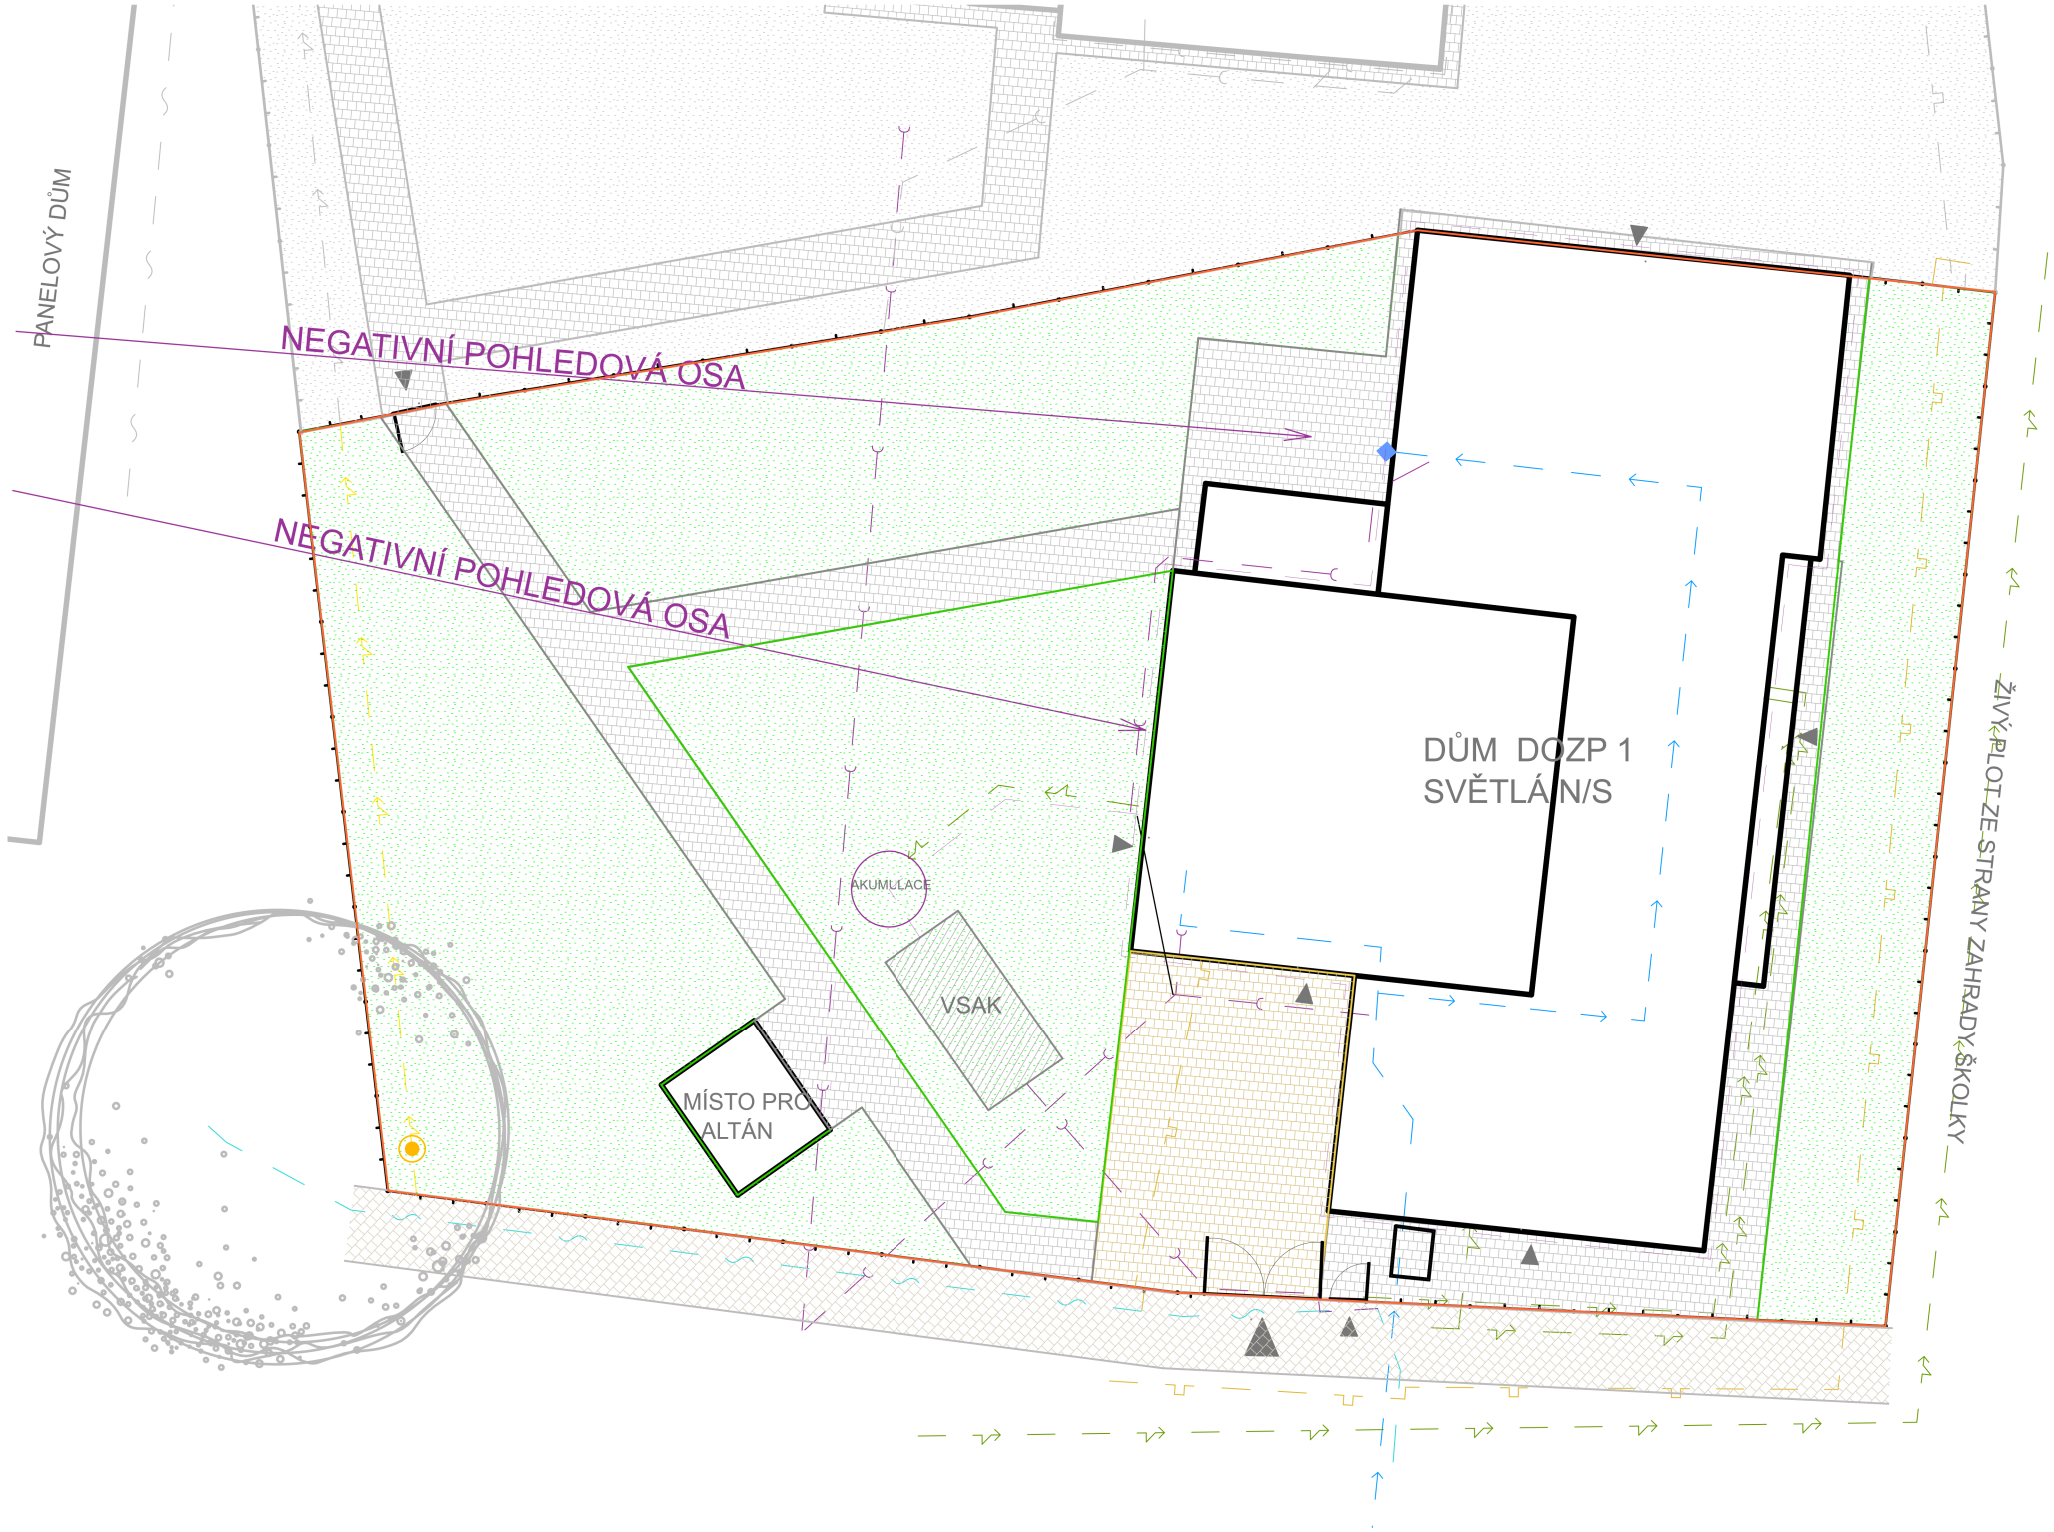 PANELOVÝ DŮM
NEGATIVNÍ POHLEDOVÁ OSA
NEGATIVNÍ POHLEDOVÁ OSA
DŮM DOZP 1
SVĚTLÁ N/S
ŽIVÝ PLOT ZE STRANY ZAHRADY ŠKOLKY
AKUMULACE
VSAK
MÍSTO PRO
ALTÁN